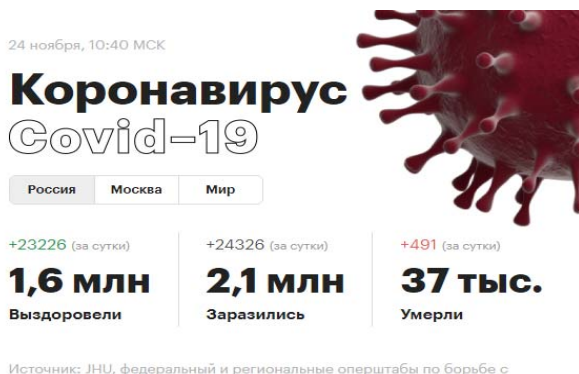 24 ноября, 10:40 МСК
Коронавирус
Covid–19
Россия Москва Мир
+23226 (за сутки) +24326 (за сутки) +491 (за сутки)
1,6 млн 2,1 млн 37 тыс.
Выздоровели Заразились Умерли
Источник: JHU, федеральный и региональные оперштабы по борьбе с